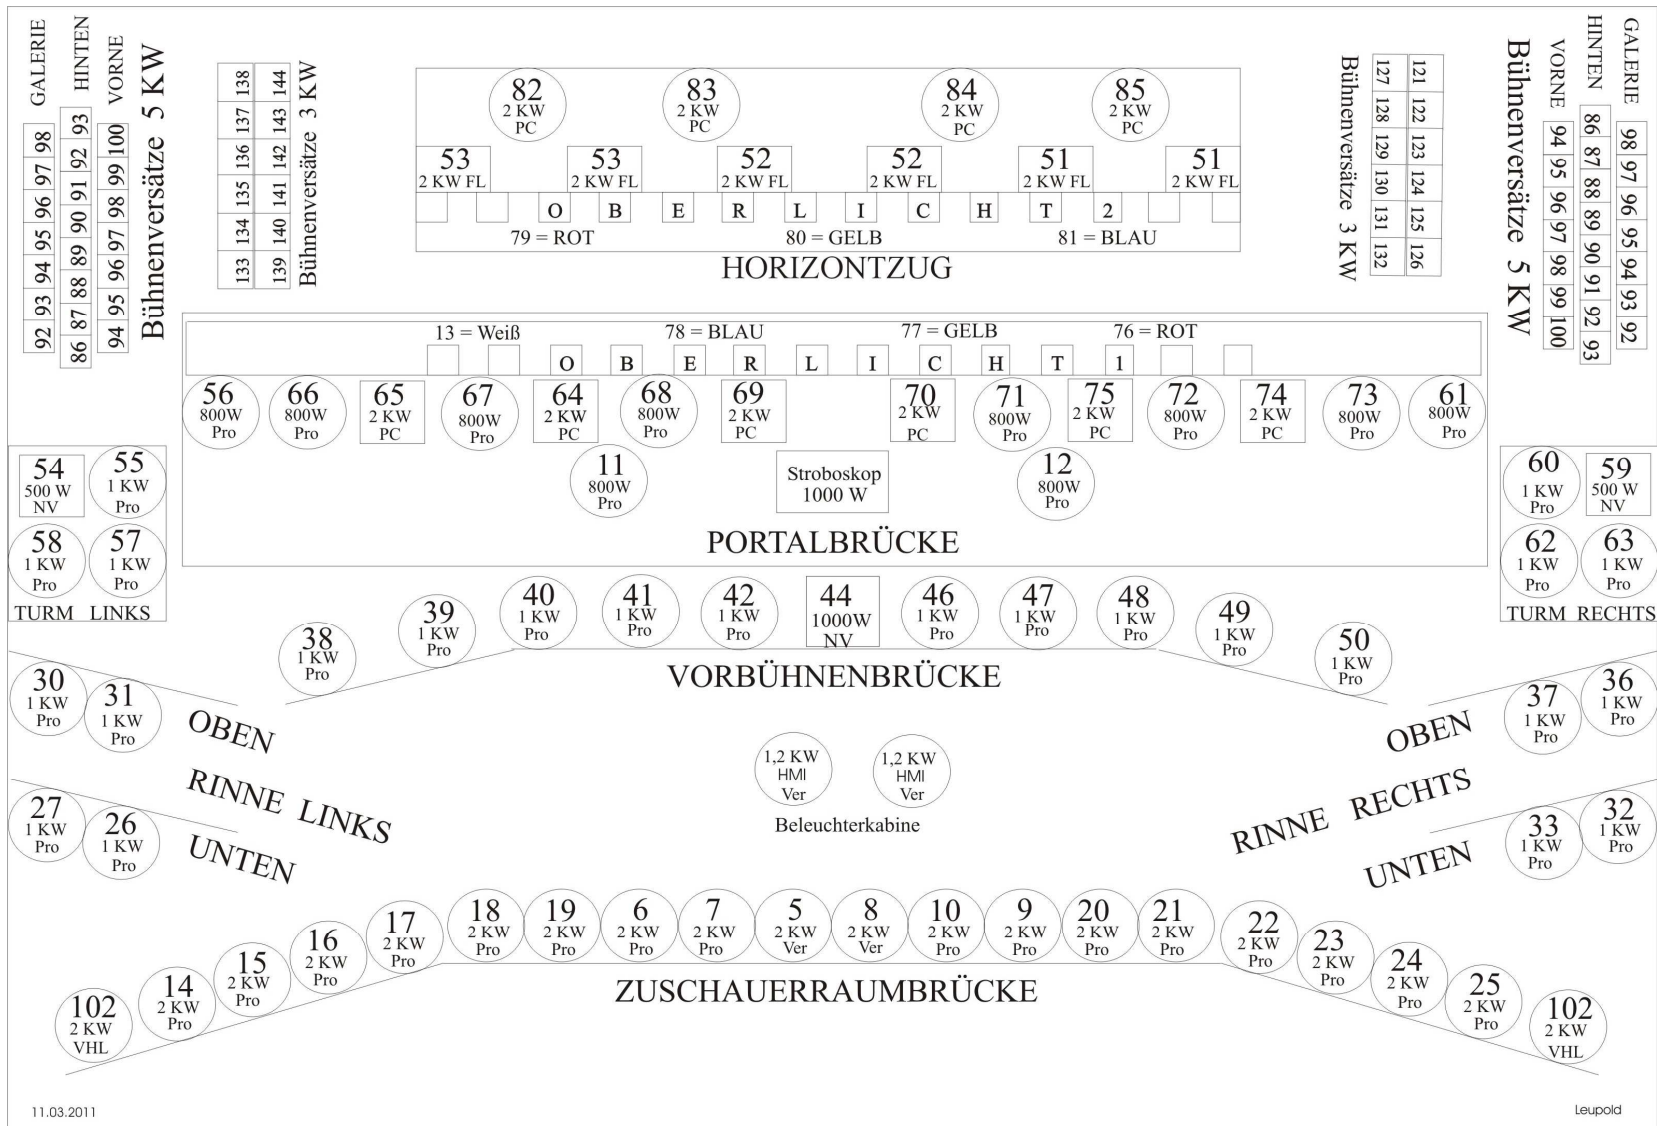 GALERIE
98 97 96 95 94 93 92
HINTEN
93 92 91 90 89 88 87 86
VORNE
100 99 98 97 96 95 94
Bühnenversätze 5 KW
138 137 136 135 134 133
144 143 142 141 140 139
Bühnenversätze 3 KW
82
2 KW
PC
83
2 KW
PC
84
2 KW
PC
85
2 KW
PC
53
2 KW FL
53
2 KW FL
52
2 KW FL
52
2 KW FL
51
2 KW FL
51
2 KW FL
O B E R L I C H T 2
79 = ROT
80 = GELB
81 = BLAU
HORIZONTZUG
Bühnenversätze 3 KW
127 128 129 130 131 132
121 122 123 124 125 126
Bühnenversätze 5 KW
VORNE
94 95 96 97 98 99 100
HINTEN
86 87 88 89 90 91 92 93
GALERIE
98 97 96 95 94 93 92
13 = Weiß
78 = BLAU
77 = GELB
76 = ROT
O B E R L I C H T 1
56
800W
Pro
66
800W
Pro
65
2 KW
PC
67
800W
Pro
64
2 KW
PC
68
800W
Pro
69
2 KW
PC
70
2 KW
PC
71
800W
Pro
75
2 KW
PC
72
800W
Pro
74
2 KW
PC
73
800W
Pro
61
800W
Pro
11
800W
Pro
Stroboskop
1000 W
12
800W
Pro
PORTALBRÜCKE
54
500 W
NV
55
1 KW
Pro
58
1 KW
Pro
57
1 KW
Pro
TURM LINKS
60
1 KW
Pro
59
500 W
NV
62
1 KW
Pro
63
1 KW
Pro
TURM RECHTS
38
1 KW
Pro
39
1 KW
Pro
40
1 KW
Pro
41
1 KW
Pro
42
1 KW
Pro
44
1000W
NV
46
1 KW
Pro
47
1 KW
Pro
48
1 KW
Pro
49
1 KW
Pro
50
1 KW
Pro
VORBÜHNENBRÜCKE
30
1 KW
Pro
31
1 KW
Pro
OBEN
RINNE LINKS
27
1 KW
Pro
26
1 KW
Pro
UNTEN
1,2 KW
HMI
Ver
1,2 KW
HMI
Ver
Beleuchterkabine
OBEN
37
1 KW
Pro
36
1 KW
Pro
RINNE RECHTS
UNTEN
33
1 KW
Pro
32
1 KW
Pro
102
2 KW
VHL
14
2 KW
Pro
15
2 KW
Pro
16
2 KW
Pro
17
2 KW
Pro
18
2 KW
Pro
19
2 KW
Pro
6
2 KW
Pro
7
2 KW
Pro
5
2 KW
Ver
8
2 KW
Ver
10
2 KW
Pro
9
2 KW
Pro
20
2 KW
Pro
21
2 KW
Pro
22
2 KW
Pro
23
2 KW
Pro
24
2 KW
Pro
25
2 KW
Pro
102
2 KW
VHL
ZUSCHAUERRAUMBRÜCKE
11.03.2011
Leupold